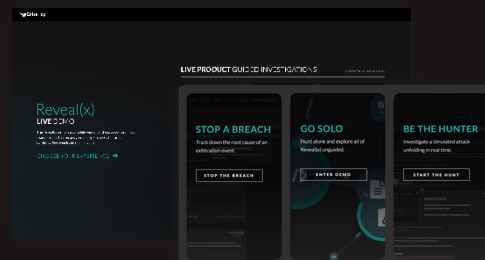 LIVE PRODUCT GUIDED INVESTIGATIONS
Reveal(x)
LIVE DEMO
CHOOSE YOUR EXPERIENCE →
STOP A BREACH
Track down the root cause of an
exfiltration event.
STOP THE BREACH
GO SOLO
Hunt alone and explore all of
Reveal(x) unguided.
ENTER DEMO
BE THE HUNTER
Investigate a simulated attack
unfolding in real time.
START THE HUNT